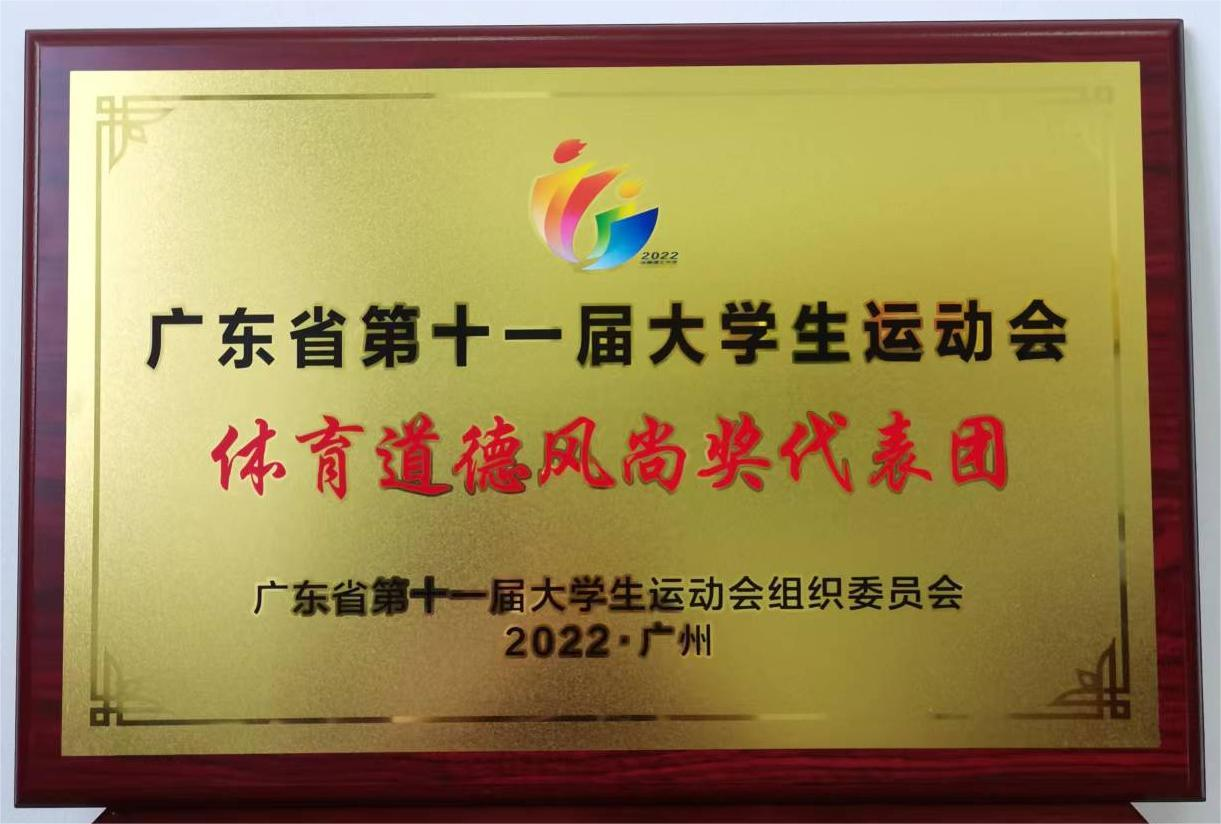 2022
广东省第十一届大学生运动会
体育道德风尚奖代表团
广东省第十一届大学生运动会组织委员会
2022·广州